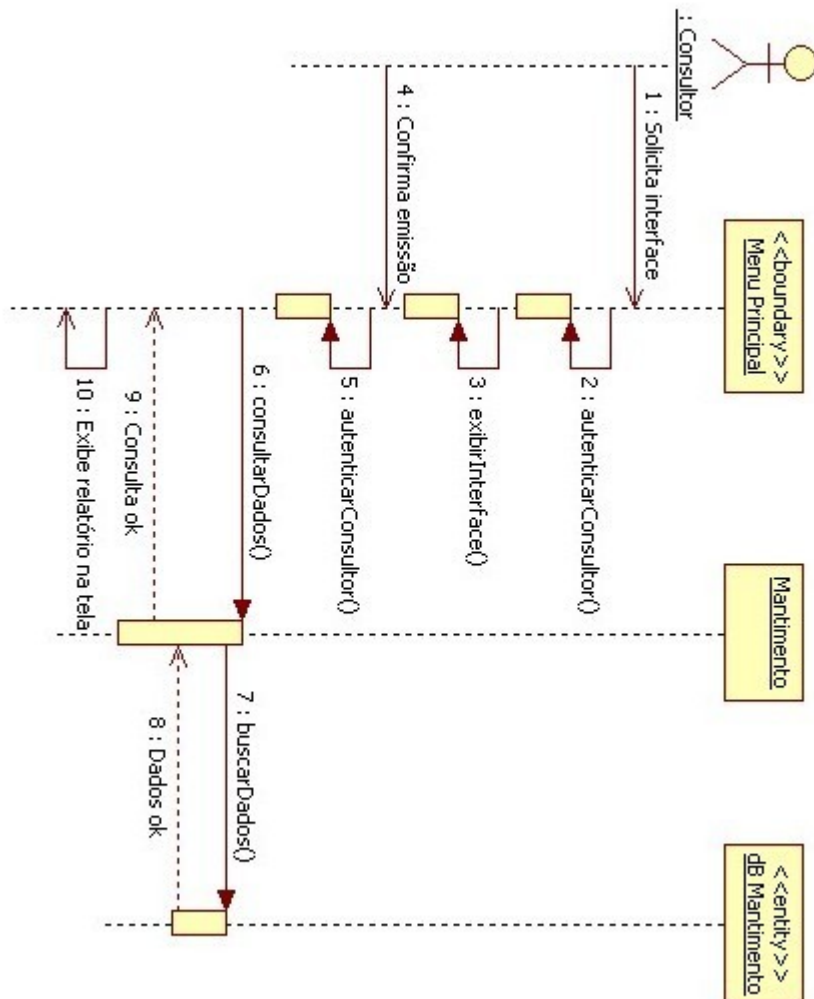 : Consultor
<<boundary>>
Menu Principal
Mantimento
<<entity>>
dB Mantimento
1 : Solicita interface
2 : autenticarConsultor()
3 : exibirInterface()
4 : Confirma emissão
5 : autenticarConsultor()
6 : consultarDados()
7 : buscarDados()
8 : Dados ok
9 : Consulta ok
10 : Exibe relatório na tela